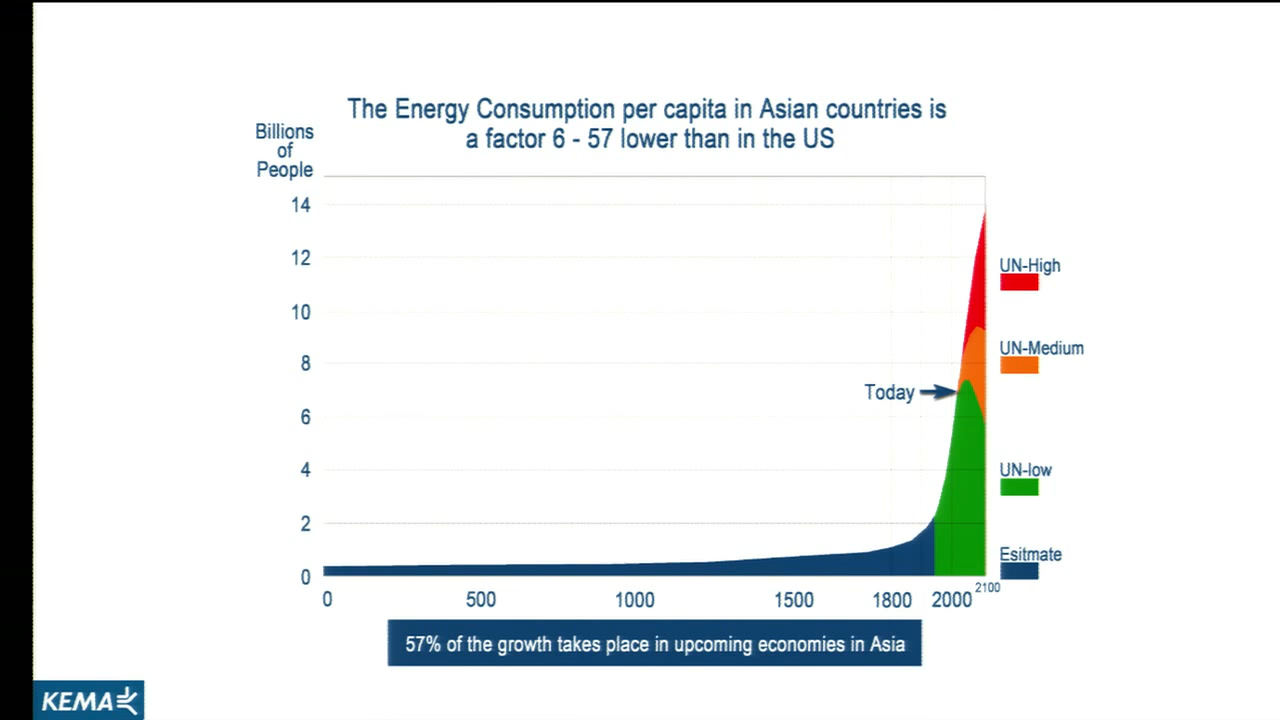 The Energy Consumption per capita in Asian countries is
a factor 6 - 57 lower than in the US
Billions
of
People
14
12
10
8
6
4
2
0
Today
UN-High
UN-Medium
UN-low
Esitmate
0 500 1000 1500 1800 2000 2100
57% of the growth takes place in upcoming economies in Asia
KEMA